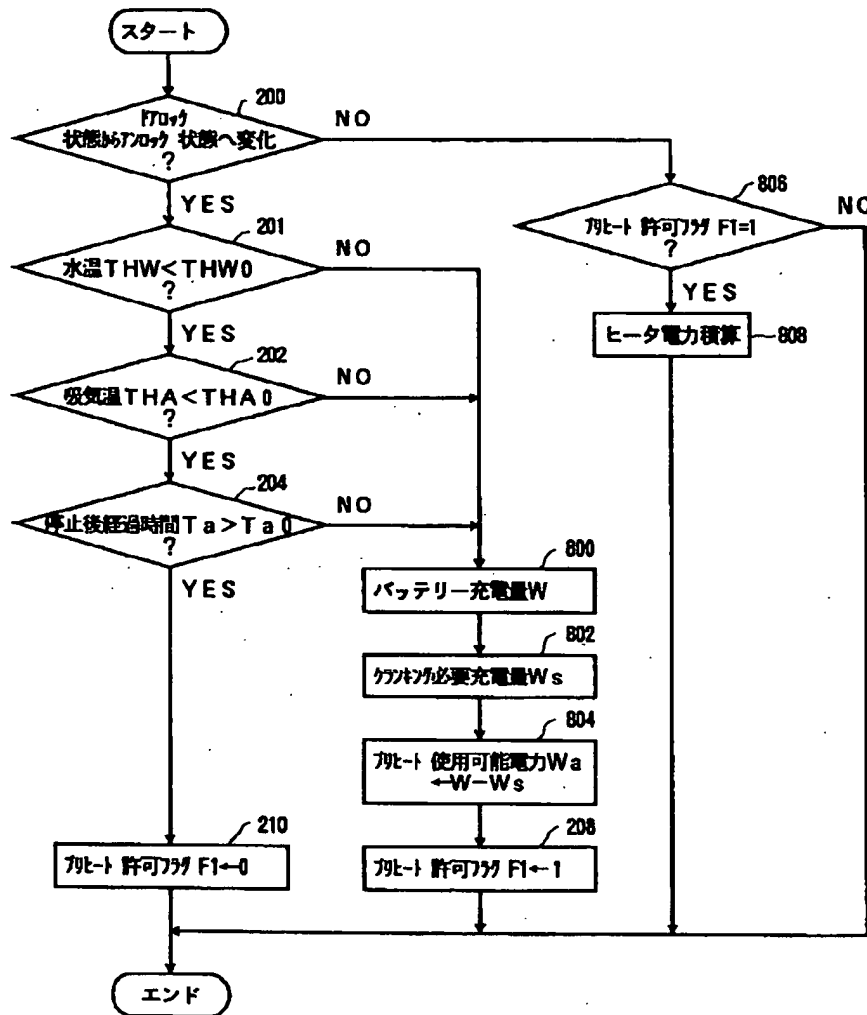 スタート
200
ドアロック
状態からアンロック 状態へ変化
?
NO
YES
806
プリヒート 許可フラグ F1=1
?
NO
YES
ヒータ電力積算
808
201
水温THW<THW0
?
NO
YES
202
吸気温THA<THA0
?
NO
YES
204
停止後経過時間Ta>Ta0
?
NO
YES
800
バッテリー充電量W
802
クランキング必要充電量Ws
804
プリヒート 使用可能電力Wa
←W−Ws
210
プリヒート 許可フラグ F1←0
208
プリヒート 許可フラグ F1←1
エンド